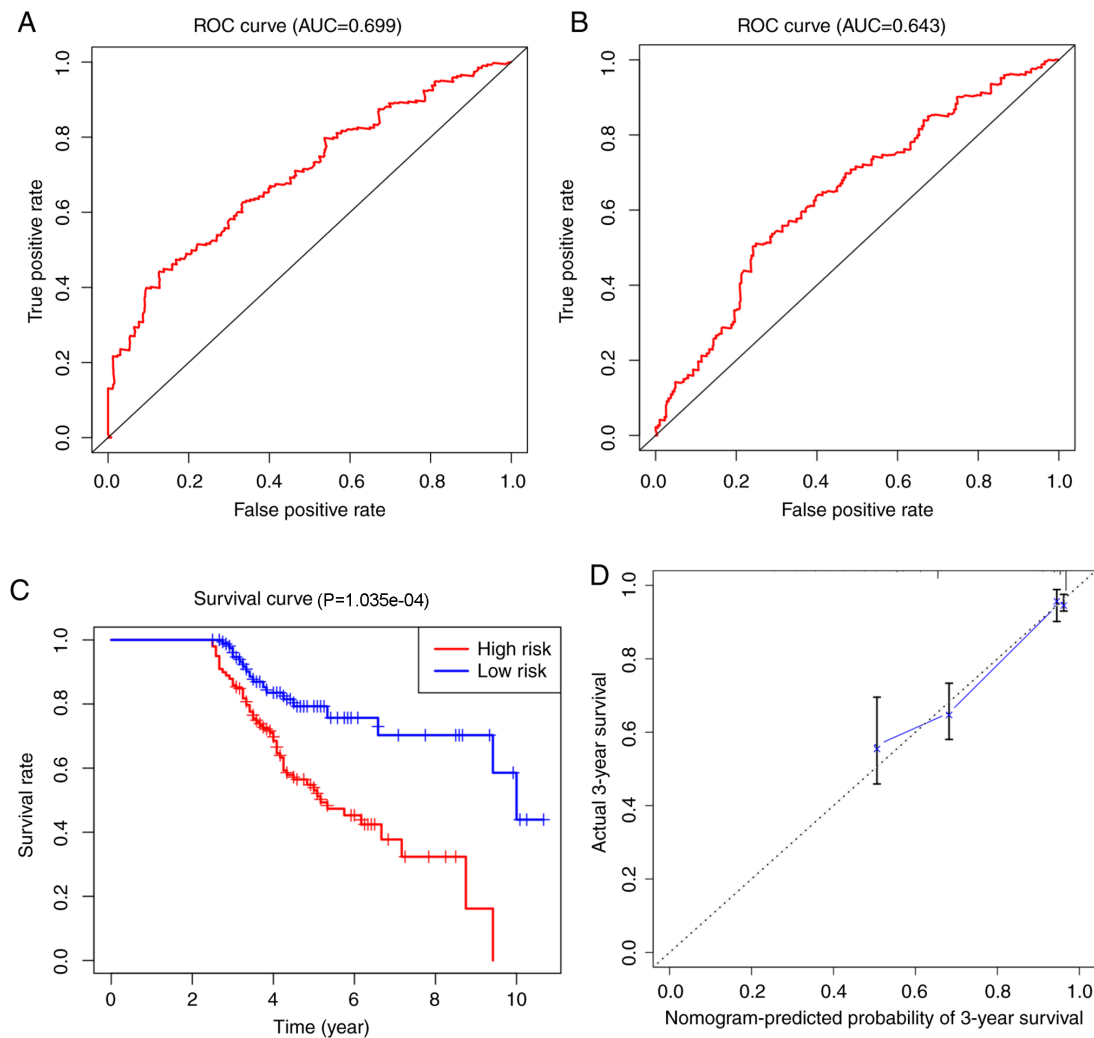 A
ROC curve (AUC=0.699)
True positive rate
1.0
0.8
0.6
0.4
0.2
0.0
0.0 0.2 0.4 0.6 0.8 1.0
False positive rate
B
ROC curve (AUC=0.643)
True positive rate
1.0
0.8
0.6
0.4
0.2
0.0
0.0 0.2 0.4 0.6 0.8 1.0
False positive rate
C
Survival curve (P=1.035e-04)
High risk
Low risk
Survival rate
1.0
0.8
0.6
0.4
0.2
0.0
0 2 4 6 8 10
Time (year)
D
Actual 3-year survival
1.0
0.8
0.6
0.4
0.2
0.0
0.0 0.2 0.4 0.6 0.8 1.0
Nomogram-predicted probability of 3-year survival